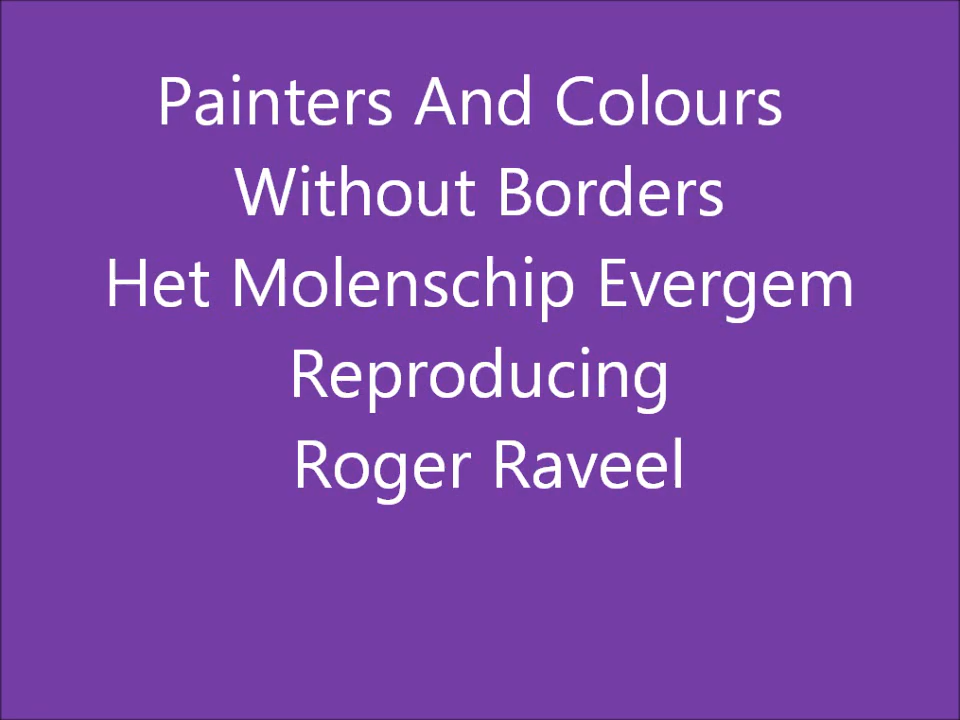 Painters And Colours
Without Borders
Het Molenschip Evergem
Reproducing
Roger Raveel